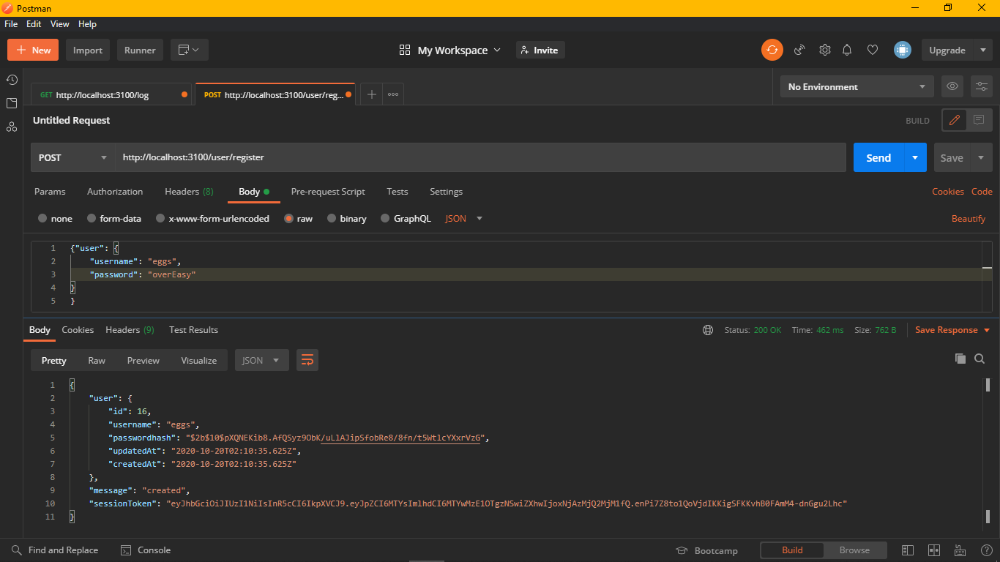 Postman
File Edit View Help
New Import Runner My Workspace Invite Upgrade
GET http://localhost:3100/log POST http://localhost:3100/user/reg... No Environment
Untitled Request BUILD
POST http://localhost:3100/user/register Send Save
Params Authorization Headers (8) Body Pre-request Script Tests Settings Cookies Code
none form-data x-www-form-urlencoded raw binary GraphQL JSON Beautify
1 {"user": {
2 "username": "eggs",
3 "password": "overEasy"
4 }
5 }
Body Cookies Headers (9) Test Results Status: 200 OK Time: 462 ms Size: 762 B Save Response
Pretty Raw Preview Visualize JSON
1 {
2 "user": {
3 "id": 16,
4 "username": "eggs",
5 "passwordhash": "$2b$10$pXQNEKib8.AfQSyz9ObK/uLlAJipSfobRe8/8fn/t5WtlcYXxrVzG",
6 "updatedAt": "2020-10-20T02:10:35.625Z",
7 "createdAt": "2020-10-20T02:10:35.625Z"
8 },
9 "message": "created",
10 "sessionToken": "eyJhbGciOiJIUzI1NiIsInR5cCI6IkpXVCJ9.eyJpZCI6MTYsImlhdCI6MTYwMzE1OTgzNSwiZXhwIjoxNjAzMjQ2MjM1fQ.enPi7Z8to1QoVjdIKKigSFKKvhB0FAmM4-dnGgu2Lhc"
11 }
Find and Replace Console Bootcamp Build Browse